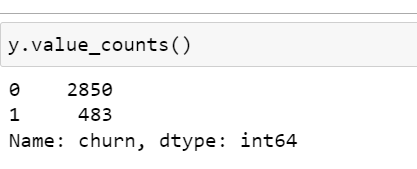 y.value_counts()
0    2850
1     483
Name: churn, dtype: int64